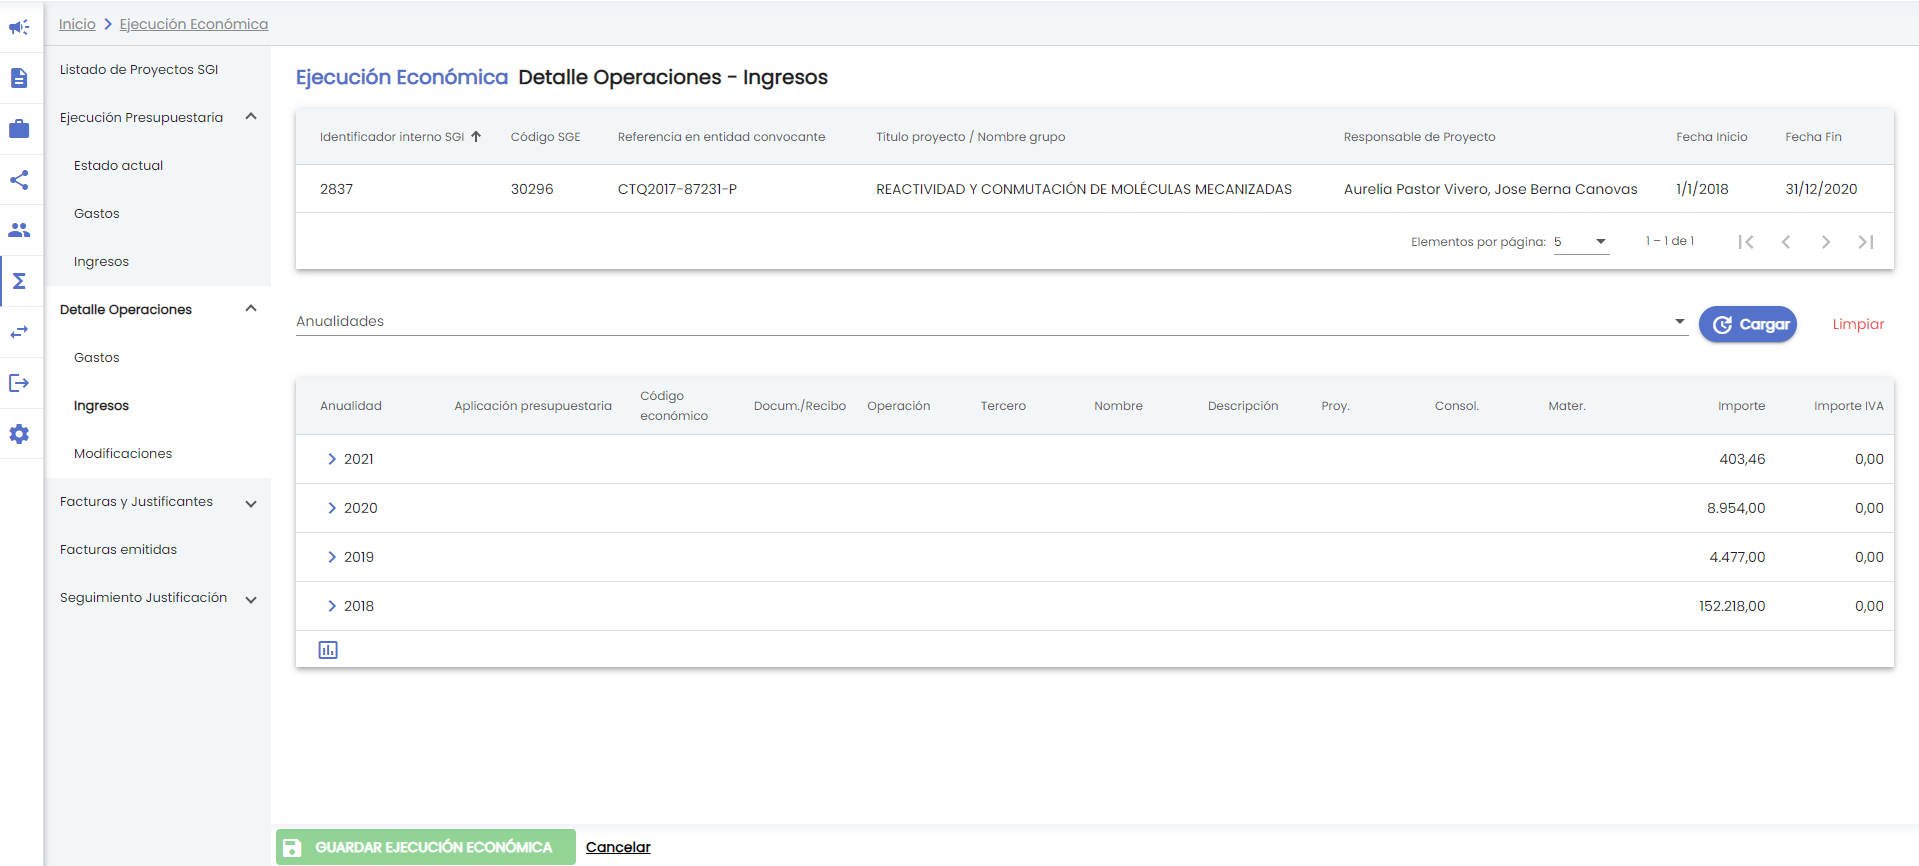 Inicio > Ejecución Económica
Listado de Proyectos SGI
Ejecución Presupuestaria
Estado actual
Gastos
Ingresos
Detalle Operaciones
Gastos
Ingresos
Modificaciones
Facturas y Justificantes
Facturas emitidas
Seguimiento Justificación
Ejecución Económica Detalle Operaciones - Ingresos
Identificador interno SGI Código SGE Referencia en entidad convocante Título proyecto / Nombre grupo Responsable de Proyecto Fecha Inicio Fecha Fin
2837 30296 CTQ2017-87231-P REACTIVIDAD Y CONMUTACIÓN DE MOLÉCULAS MECANIZADAS Aurelia Pastor Vivero, Jose Berna Canovas 1/1/2018 31/12/2020
Elementos por página: 5 1 – 1 de 1
Anualidades Cargar Limpiar
Anualidad Aplicación presupuestaria Código económico Docum./Recibo Operación Tercero Nombre Descripción Proy. Consol. Mater. Importe Importe IVA
2021 403,46 0,00
2020 8.954,00 0,00
2019 4.477,00 0,00
2018 152.218,00 0,00
GUARDAR EJECUCIÓN ECONÓMICA Cancelar